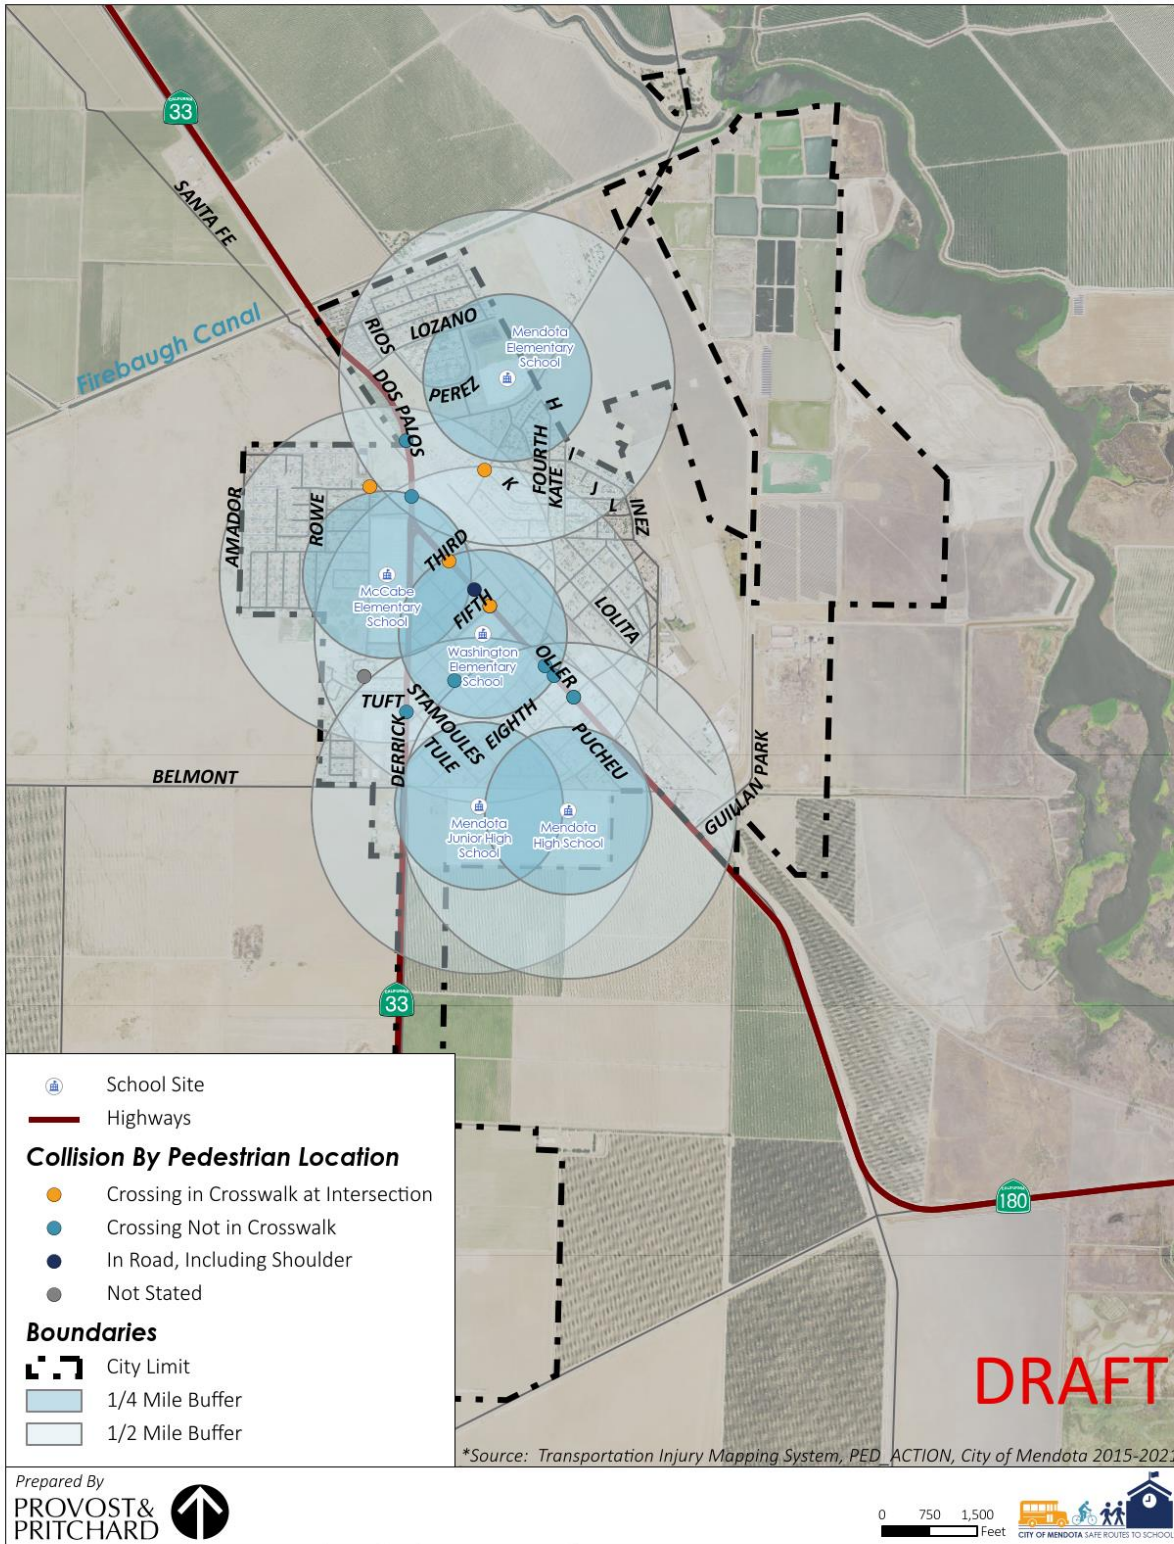 CALIFORNIA
33
SANTA FE
Firebaugh Canal
RIOS
LOZANO
Mendota
Elementary
School
PEREZ
DOS PALOS
H
FOURTH
KATE
I
K
J
L
INEZ
AMADOR
ROWE
THIRD
McCabe
Elementary
School
FIFTH
LOLITA
Washington
Elementary
School
OLLER
TUFT
STAMOULES
EIGHTH
TULE
PUCHEU
DERRICK
BELMONT
GUILLAN PARK
Mendota
Junior High
School
Mendota
High School
CALIFORNIA
33
CALIFORNIA
180
School Site
Highways
Collision By Pedestrian Location
Crossing in Crosswalk at Intersection
Crossing Not in Crosswalk
In Road, Including Shoulder
Not Stated
Boundaries
City Limit
1/4 Mile Buffer
1/2 Mile Buffer
DRAFT
*Source: Transportation Injury Mapping System, PED_ACTION, City of Mendota 2015-2021
Prepared By
PROVOST&
PRITCHARD
0 750 1,500
Feet
CITY OF MENDOTA SAFE ROUTES TO SCHOOL